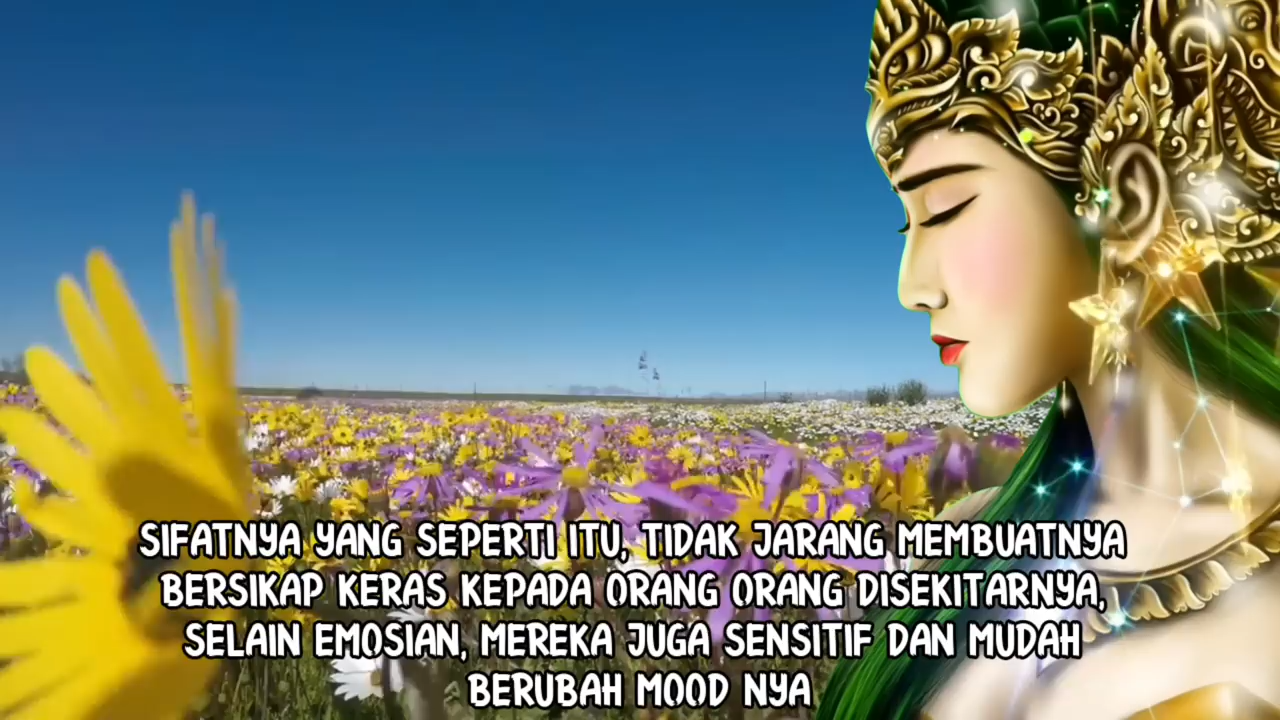 SIFATNYA YANG SEPERTI ITU, TIDAK JARANG MEMBUATNYA
BERSIKAP KERAS KEPADA ORANG ORANG DISEKITARNYA,
SELAIN EMOSIAN, MEREKA JUGA SENSITIF DAN MUDAH
BERUBAH MOOD NYA